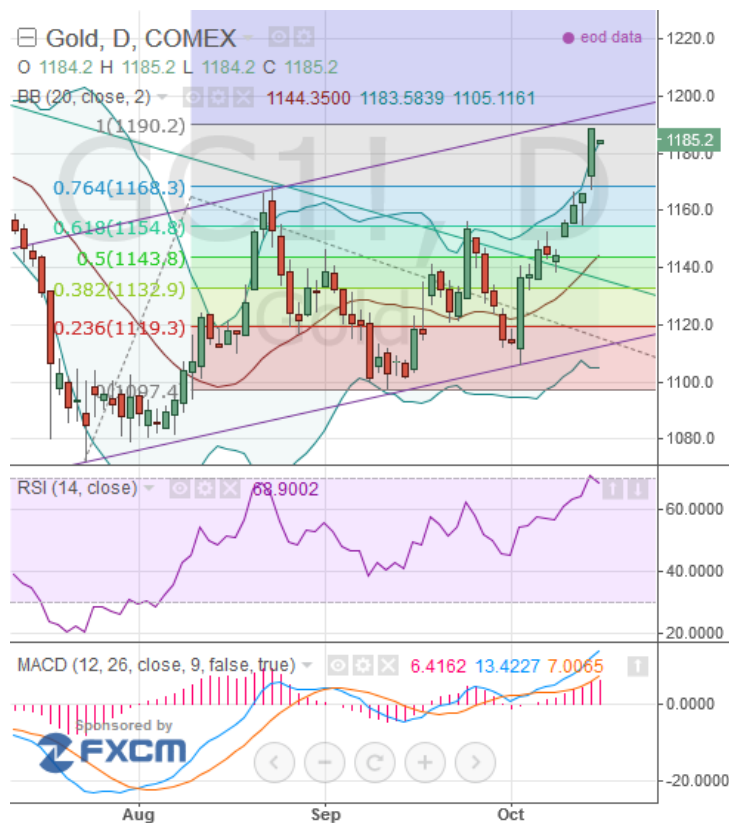 Gold, D, COMEX
eod data
O 1184.2 H 1185.2 L 1184.2 C 1185.2
BB (20, close, 2) 1144.3500 1183.5839 1105.1161
1220.0
1200.0
1(1190.2)
1185.2
1180.0
GC1!, D
0.764(1168.3)
1160.0
0.618(1154.8)
0.5(1143.8)
1140.0
0.382(1132.9)
Gold
0.236(1119.3)
1120.0
0(1097.4)
1100.0
1080.0
RSI (14, close) 68.9002
60.0000
40.0000
20.0000
MACD (12, 26, close, 9, false, true) 6.4162 13.4227 7.0065
0.0000
Sponsored by
FXCM
-20.0000
Aug Sep Oct